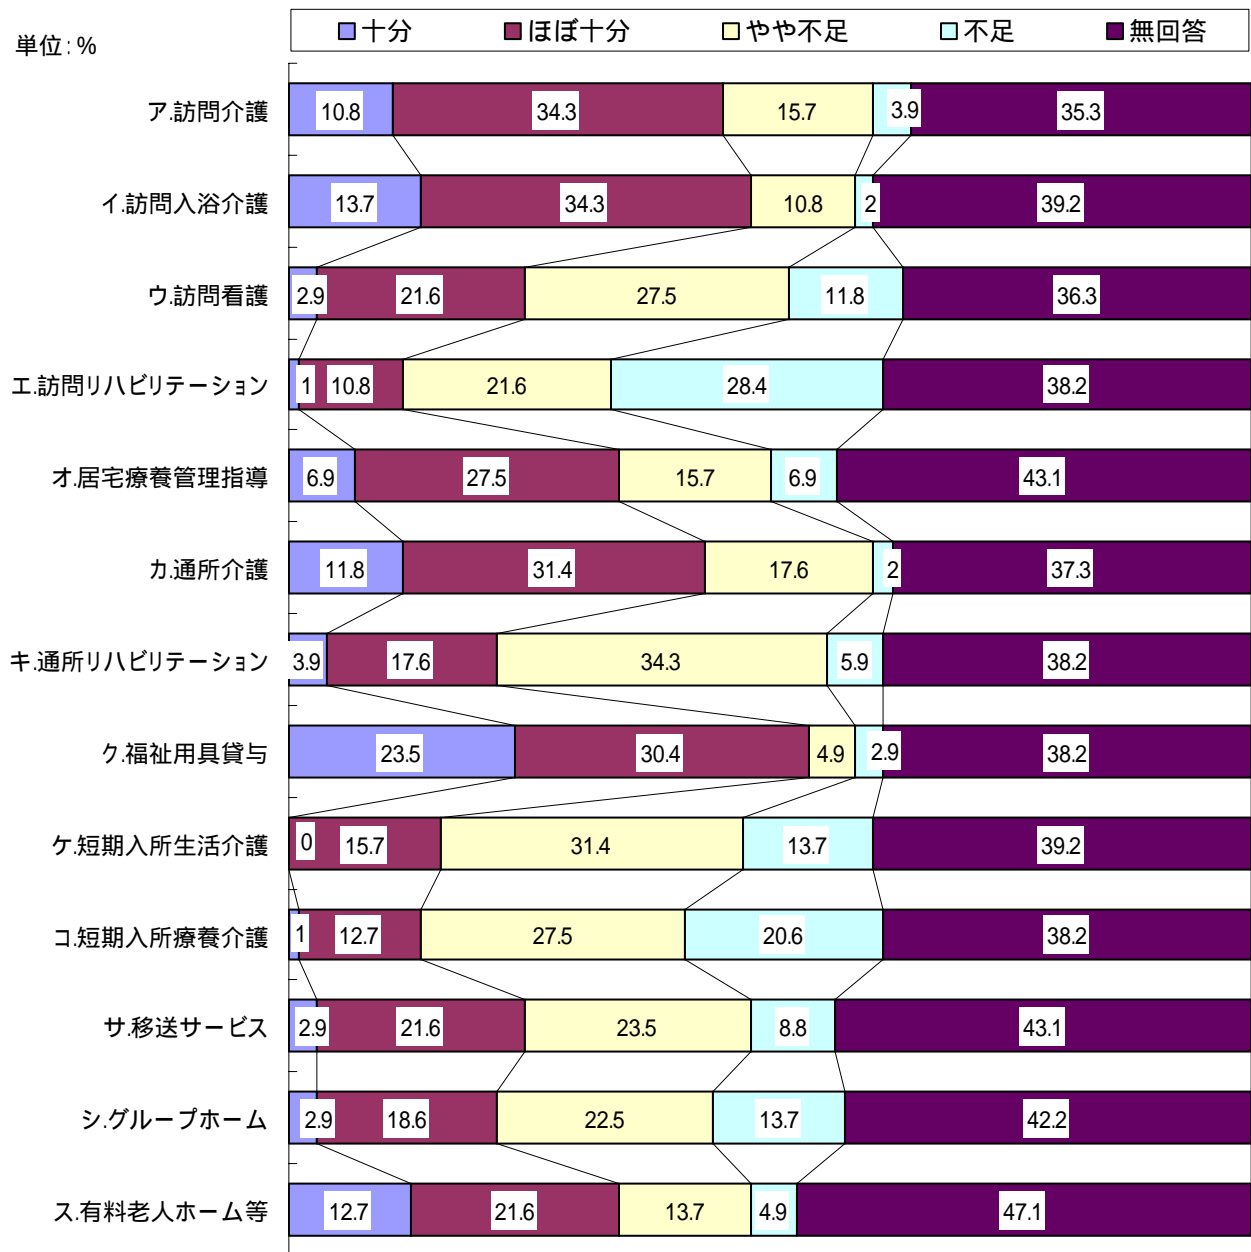 単位:%
十分 ほぼ十分 やや不足 不足 無回答
ア.訪問介護 10.8 34.3 15.7 3.9 35.3
イ.訪問入浴介護 13.7 34.3 10.8 2 39.2
ウ.訪問看護 2.9 21.6 27.5 11.8 36.3
エ.訪問リハビリテーション 1 10.8 21.6 28.4 38.2
オ.居宅療養管理指導 6.9 27.5 15.7 6.9 43.1
カ.通所介護 11.8 31.4 17.6 2 37.3
キ.通所リハビリテーション 3.9 17.6 34.3 5.9 38.2
ク.福祉用具貸与 23.5 30.4 4.9 2.9 38.2
ケ.短期入所生活介護 0 15.7 31.4 13.7 39.2
コ.短期入所療養介護 1 12.7 27.5 20.6 38.2
サ.移送サービス 2.9 21.6 23.5 8.8 43.1
シ.グループホーム 2.9 18.6 22.5 13.7 42.2
ス.有料老人ホーム等 12.7 21.6 13.7 4.9 47.1